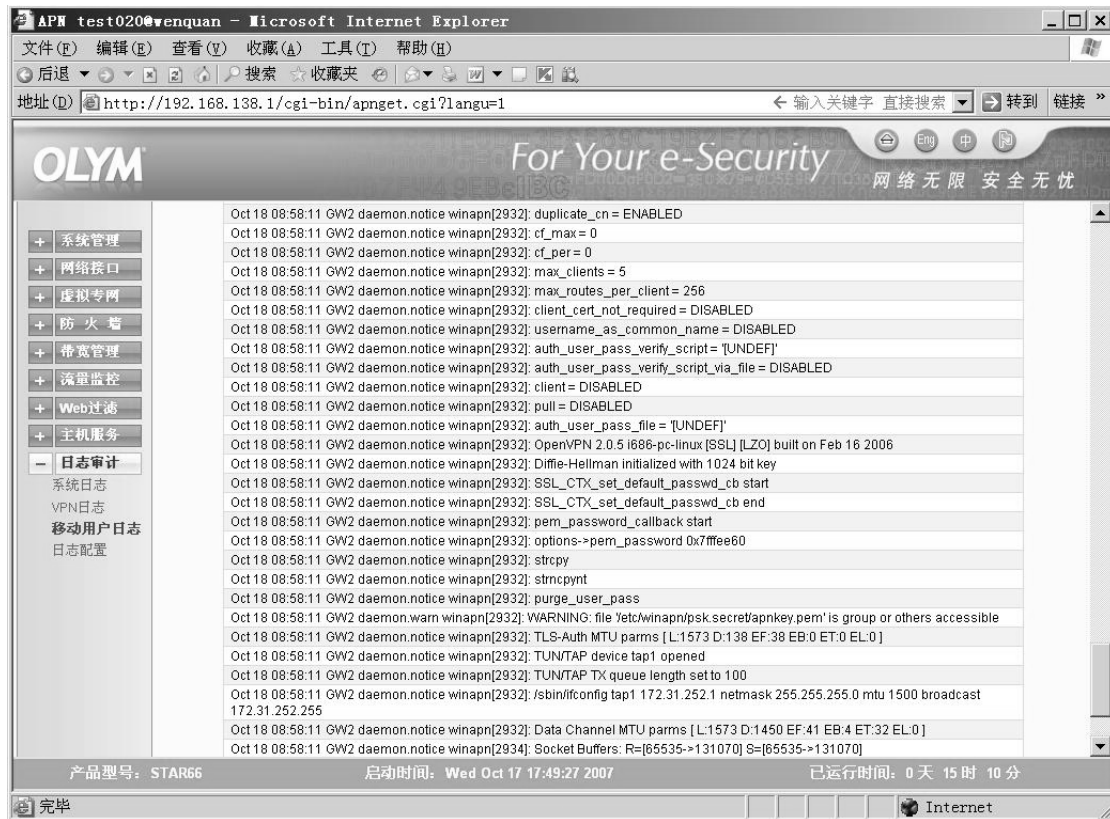 APN test020@wenquan - Microsoft Internet Explorer
文件(F) 编辑(E) 查看(V) 收藏(A) 工具(T) 帮助(H)
后退 搜索 收藏夹
地址(D) http://192.168.138.1/cgi-bin/apnget.cgi?langu=1 输入关键字 直接搜索 转到 链接 »
OLYM
For Your e-Security
Eng 中
网络无限 安全无忧
+ 系统管理
+ 网络接口
+ 虚拟专网
+ 防火墙
+ 带宽管理
+ 流量监控
+ Web过滤
+ 主机服务
- 日志审计
系统日志
VPN日志
移动用户日志
日志配置
Oct 18 08:58:11 GW2 daemon.notice winapn[2932]: duplicate_cn = ENABLED
Oct 18 08:58:11 GW2 daemon.notice winapn[2932]: cf_max = 0
Oct 18 08:58:11 GW2 daemon.notice winapn[2932]: cf_per = 0
Oct 18 08:58:11 GW2 daemon.notice winapn[2932]: max_clients = 5
Oct 18 08:58:11 GW2 daemon.notice winapn[2932]: max_routes_per_client = 256
Oct 18 08:58:11 GW2 daemon.notice winapn[2932]: client_cert_not_required = DISABLED
Oct 18 08:58:11 GW2 daemon.notice winapn[2932]: username_as_common_name = DISABLED
Oct 18 08:58:11 GW2 daemon.notice winapn[2932]: auth_user_pass_verify_script = '[UNDEF]'
Oct 18 08:58:11 GW2 daemon.notice winapn[2932]: auth_user_pass_verify_script_via_file = DISABLED
Oct 18 08:58:11 GW2 daemon.notice winapn[2932]: client = DISABLED
Oct 18 08:58:11 GW2 daemon.notice winapn[2932]: pull = DISABLED
Oct 18 08:58:11 GW2 daemon.notice winapn[2932]: auth_user_pass_file = '[UNDEF]'
Oct 18 08:58:11 GW2 daemon.notice winapn[2932]: OpenVPN 2.0.5 i686-pc-linux [SSL] [LZO] built on Feb 16 2006
Oct 18 08:58:11 GW2 daemon.notice winapn[2932]: Diffie-Hellman initialized with 1024 bit key
Oct 18 08:58:11 GW2 daemon.notice winapn[2932]: SSL_CTX_set_default_passwd_cb start
Oct 18 08:58:11 GW2 daemon.notice winapn[2932]: SSL_CTX_set_default_passwd_cb end
Oct 18 08:58:11 GW2 daemon.notice winapn[2932]: pem_password_callback start
Oct 18 08:58:11 GW2 daemon.notice winapn[2932]: options->pem_password 0x7fffee60
Oct 18 08:58:11 GW2 daemon.notice winapn[2932]: strcpy
Oct 18 08:58:11 GW2 daemon.notice winapn[2932]: strncpynt
Oct 18 08:58:11 GW2 daemon.notice winapn[2932]: purge_user_pass
Oct 18 08:58:11 GW2 daemon.warn winapn[2932]: WARNING: file '/etc/winapn/psk.secret/apnkey.pem' is group or others accessible
Oct 18 08:58:11 GW2 daemon.notice winapn[2932]: TLS-Auth MTU parms [ L:1573 D:138 EF:38 EB:0 ET:0 EL:0 ]
Oct 18 08:58:11 GW2 daemon.notice winapn[2932]: TUN/TAP device tap1 opened
Oct 18 08:58:11 GW2 daemon.notice winapn[2932]: TUN/TAP TX queue length set to 100
Oct 18 08:58:11 GW2 daemon.notice winapn[2932]: /sbin/ifconfig tap1 172.31.252.1 netmask 255.255.255.0 mtu 1500 broadcast
172.31.252.255
Oct 18 08:58:11 GW2 daemon.notice winapn[2932]: Data Channel MTU parms [ L:1573 D:1450 EF:41 EB:4 ET:32 EL:0 ]
Oct 18 08:58:11 GW2 daemon.notice winapn[2934]: Socket Buffers: R=[65535->131070] S=[65535->131070]
产品型号：STAR66 启动时间：Wed Oct 17 17:49:27 2007 已运行时间：0 天 15 时 10 分
完毕 Internet